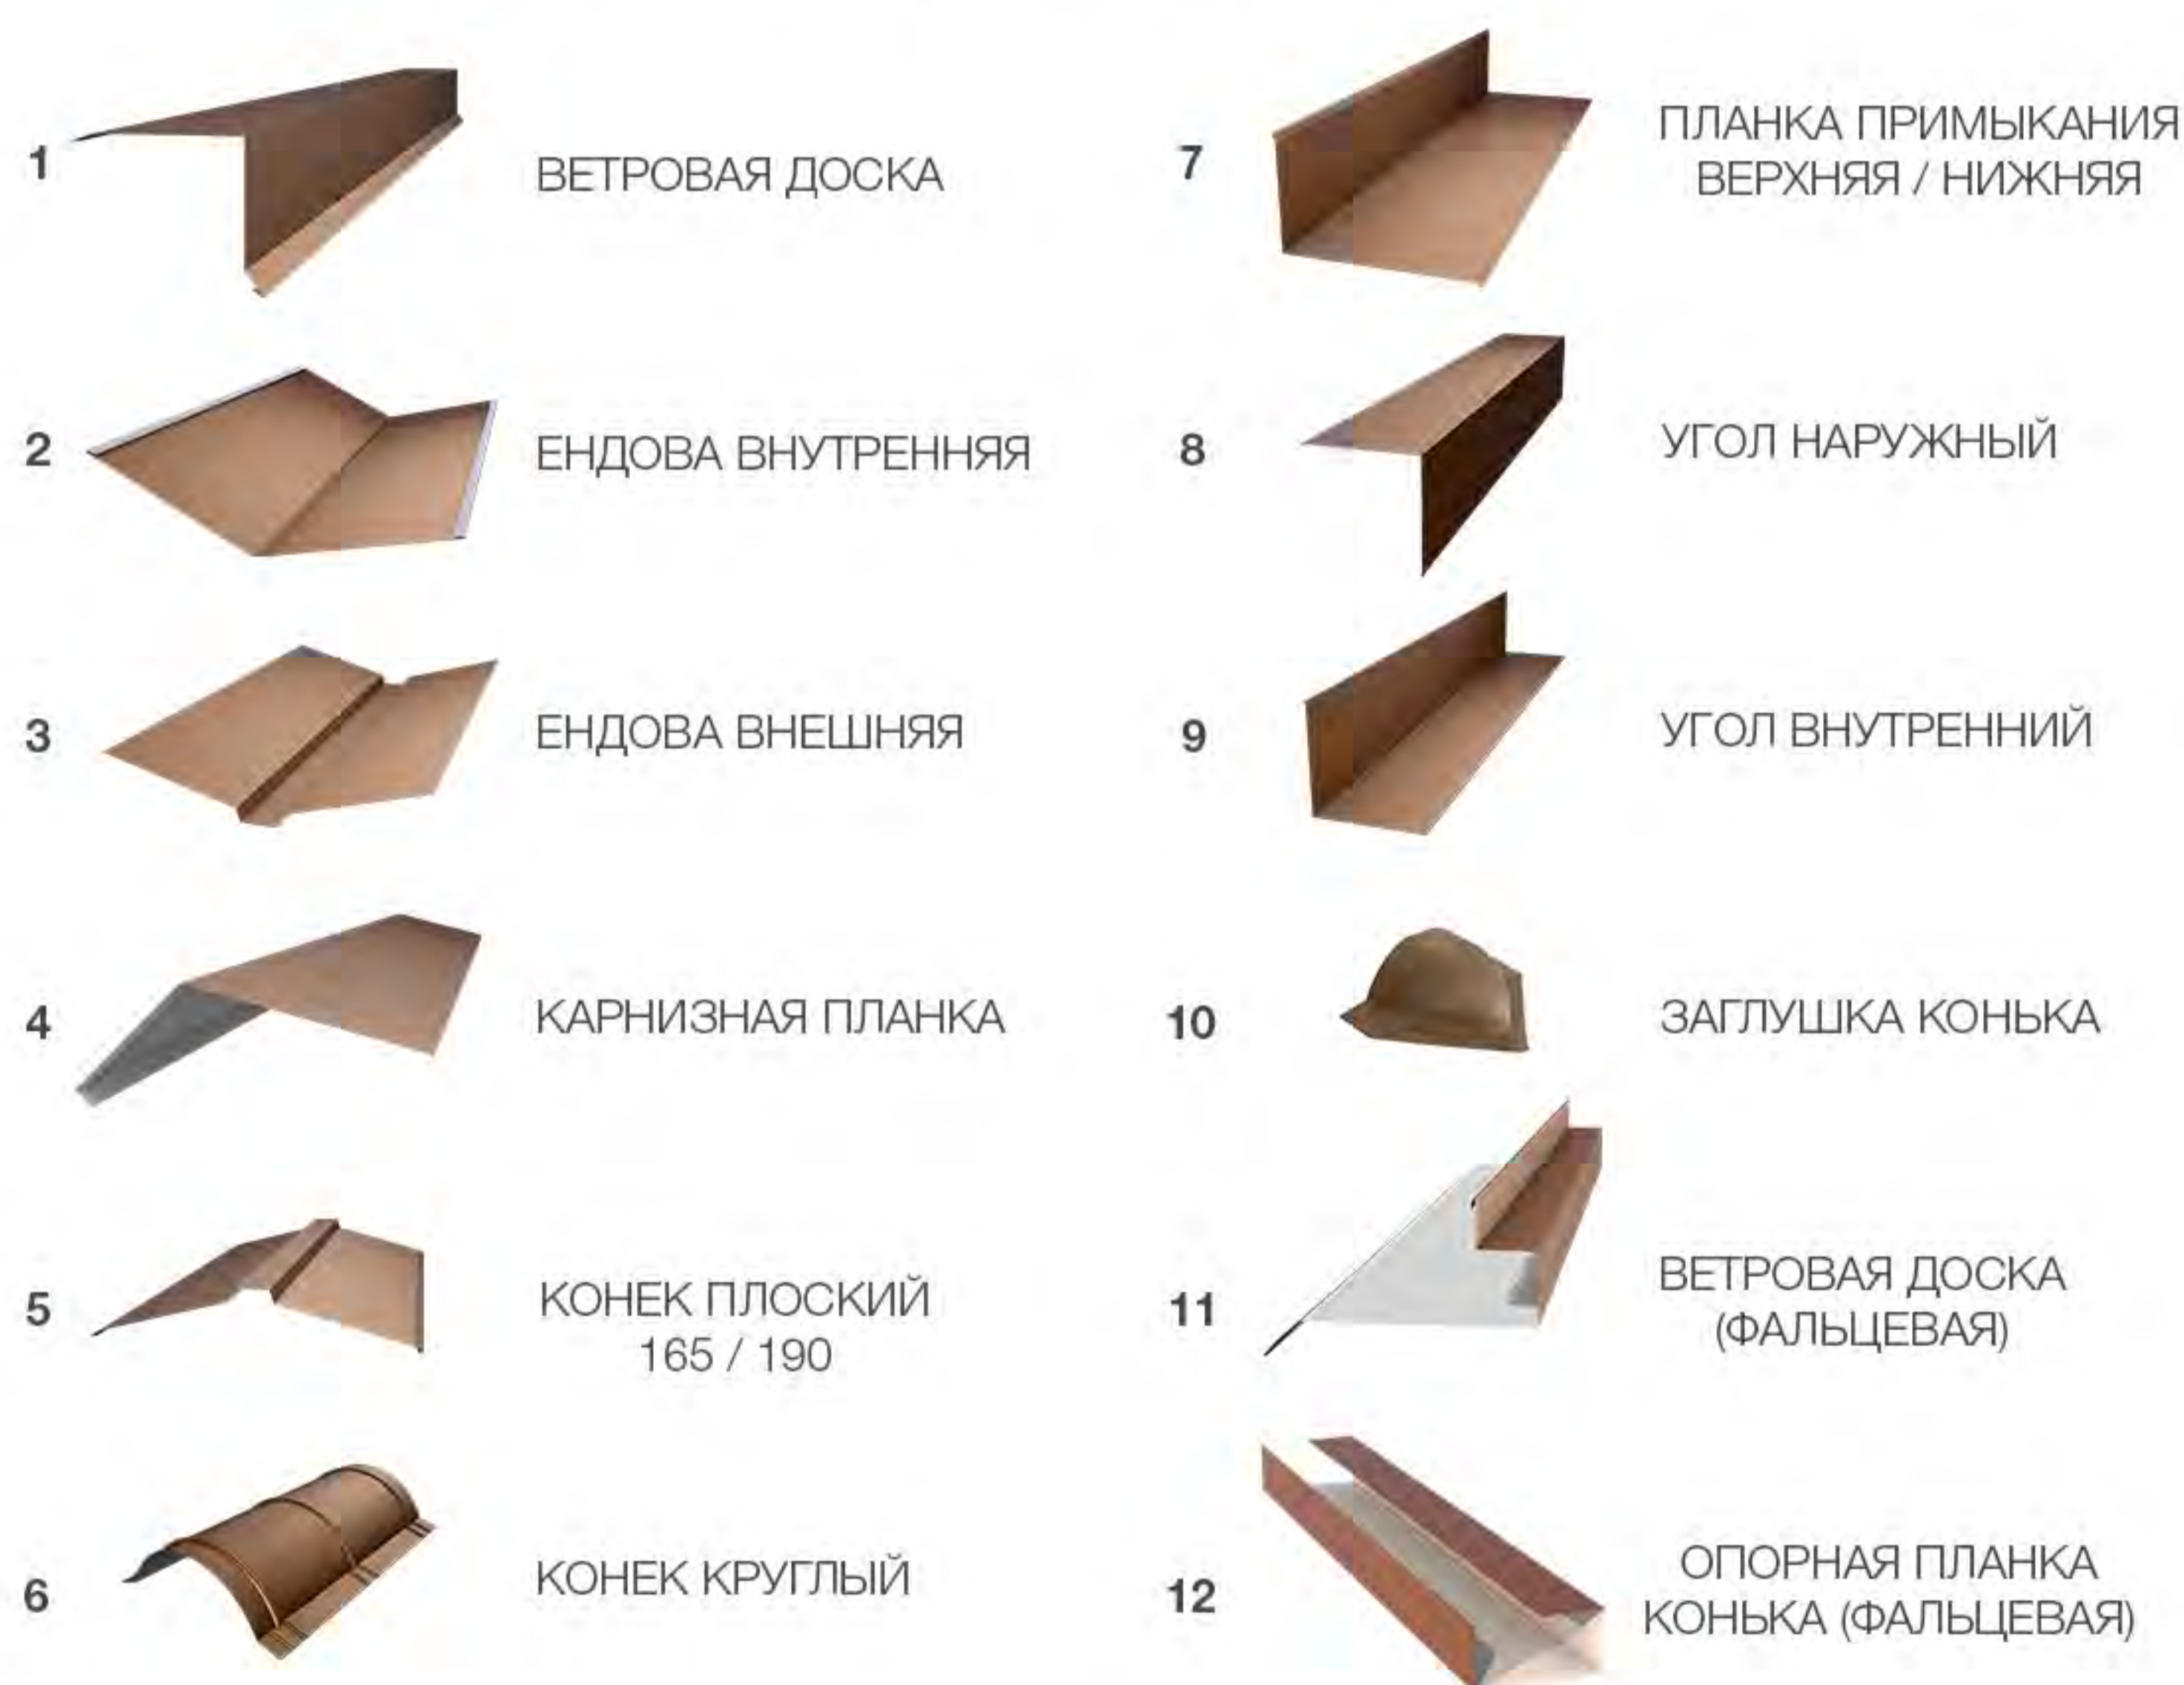 1
ВЕТРОВАЯ ДОСКА
2
ЕНДОВА ВНУТРЕННЯЯ
3
ЕНДОВА ВНЕШНЯЯ
4
КАРНИЗНАЯ ПЛАНКА
5
КОНЕК ПЛОСКИЙ
165 / 190
6
КОНЕК КРУГЛЫЙ
7
ПЛАНКА ПРИМЫКАНИЯ
ВЕРХНЯЯ / НИЖНЯЯ
8
УГОЛ НАРУЖНЫЙ
9
УГОЛ ВНУТРЕННИЙ
10
ЗАГЛУШКА КОНЬКА
11
ВЕТРОВАЯ ДОСКА
(ФАЛЬЦЕВАЯ)
12
ОПОРНАЯ ПЛАНКА
КОНЬКА (ФАЛЬЦЕВАЯ)